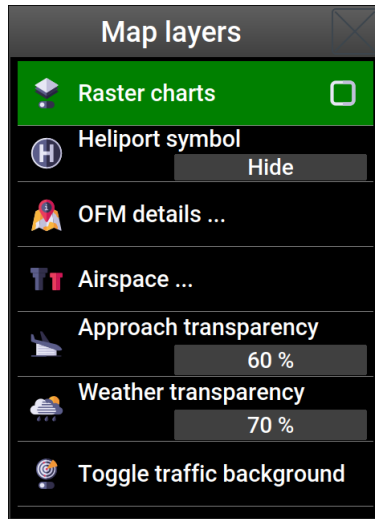 Map layers
Raster charts
Heliport symbol
H
Hide
OFM details ...
Airspace ...
Approach transparency
60 %
Weather transparency
70 %
Toggle traffic background